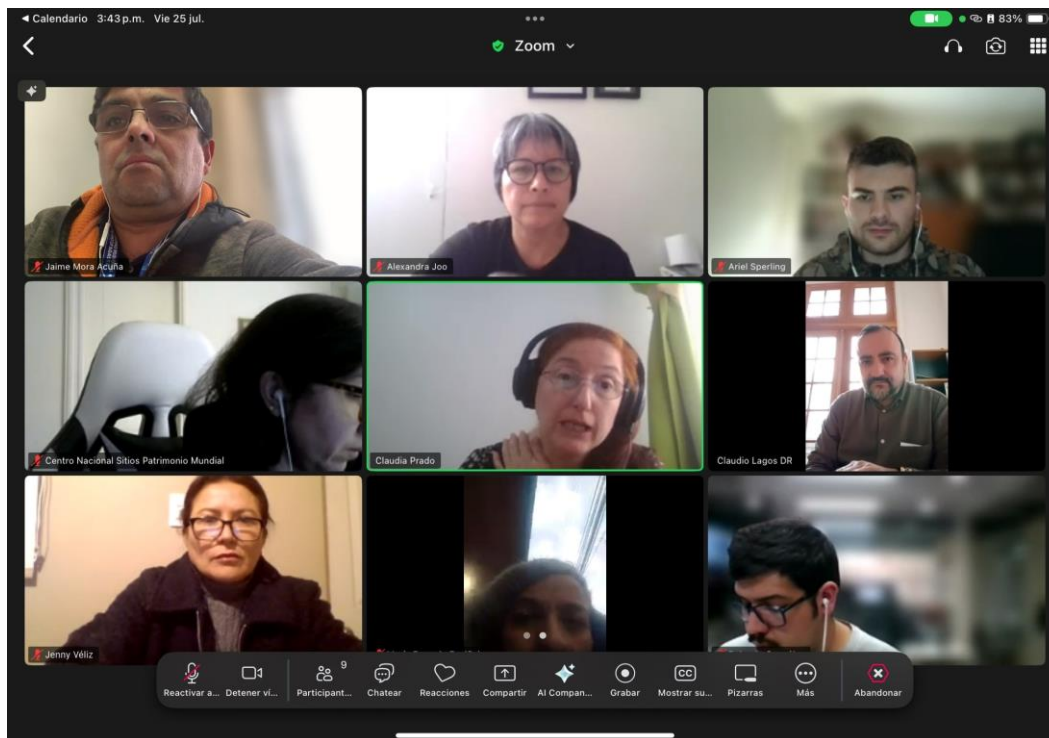 ◀ Calendario 3:43 p.m. Vie 25 jul.
83%
Zoom
Jaime Mora Acuña
Alexandra Joo
Ariel Sperling
Centro Nacional Sitios Patrimonio Mundial
Claudia Prado
Claudio Lagos DR
Jenny Véliz
9
Reactivar a... Detener ví... Participant... Chatear Reacciones Compartir AI Compan... Grabar Mostrar su... Pizarras Más Abandonar
CC